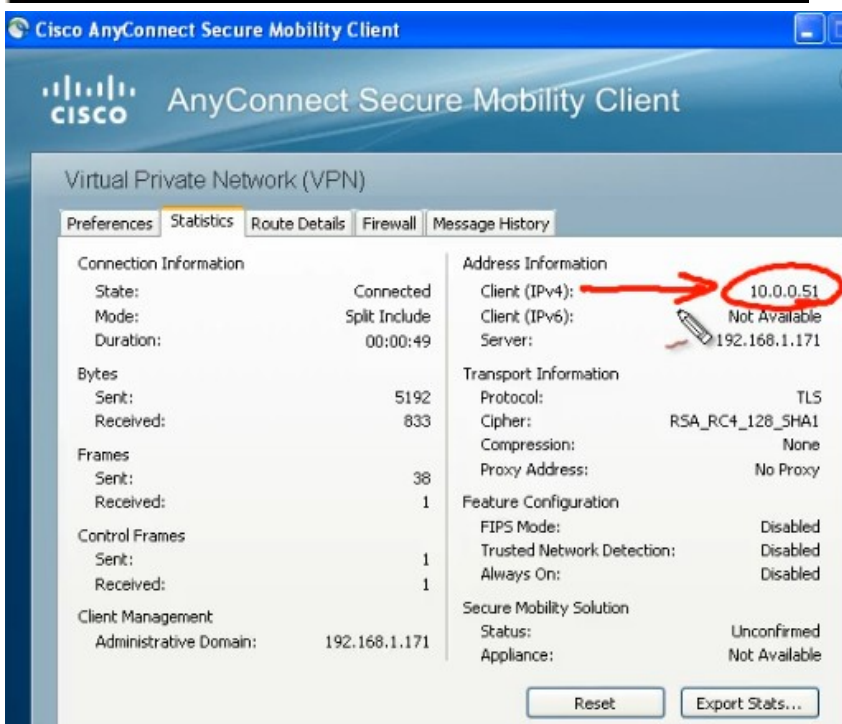 Cisco AnyConnect Secure Mobility Client
CISCO
AnyConnect Secure Mobility Client
Virtual Private Network (VPN)
Preferences Statistics Route Details Firewall Message History
Connection Information
State: Connected
Mode: Split Include
Duration: 00:00:49
Bytes
Sent: 5192
Received: 833
Frames
Sent: 38
Received: 1
Control Frames
Sent: 1
Received: 1
Client Management
Administrative Domain: 192.168.1.171
Address Information
Client (IPv4): 10.0.0.51
Client (IPv6): Not Available
Server: 192.168.1.171
Transport Information
Protocol: TLS
Cipher: RSA_RC4_128_SHA1
Compression: None
Proxy Address: No Proxy
Feature Configuration
FIPS Mode: Disabled
Trusted Network Detection: Disabled
Always On: Disabled
Secure Mobility Solution
Status: Unconfirmed
Appliance: Not Available
Reset Export Stats...